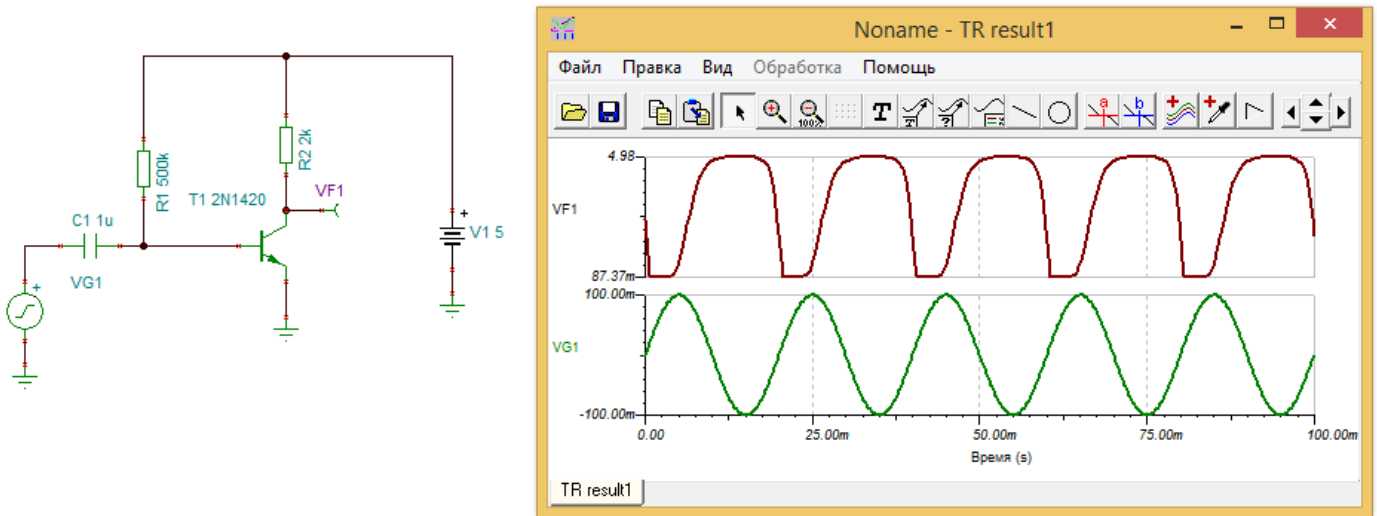 R1 500k
R2 2k
T1 2N1420
VF1
C1 1u
VG1
+
+
V1 5
Noname - TR result1
Файл Правка Вид Обработка Помощь
100%
T
T
?
a
b
4.98
VF1
87.37m
100.00m
VG1
-100.00m
0.00 25.00m 50.00m 75.00m 100.00m
Время (s)
TR result1